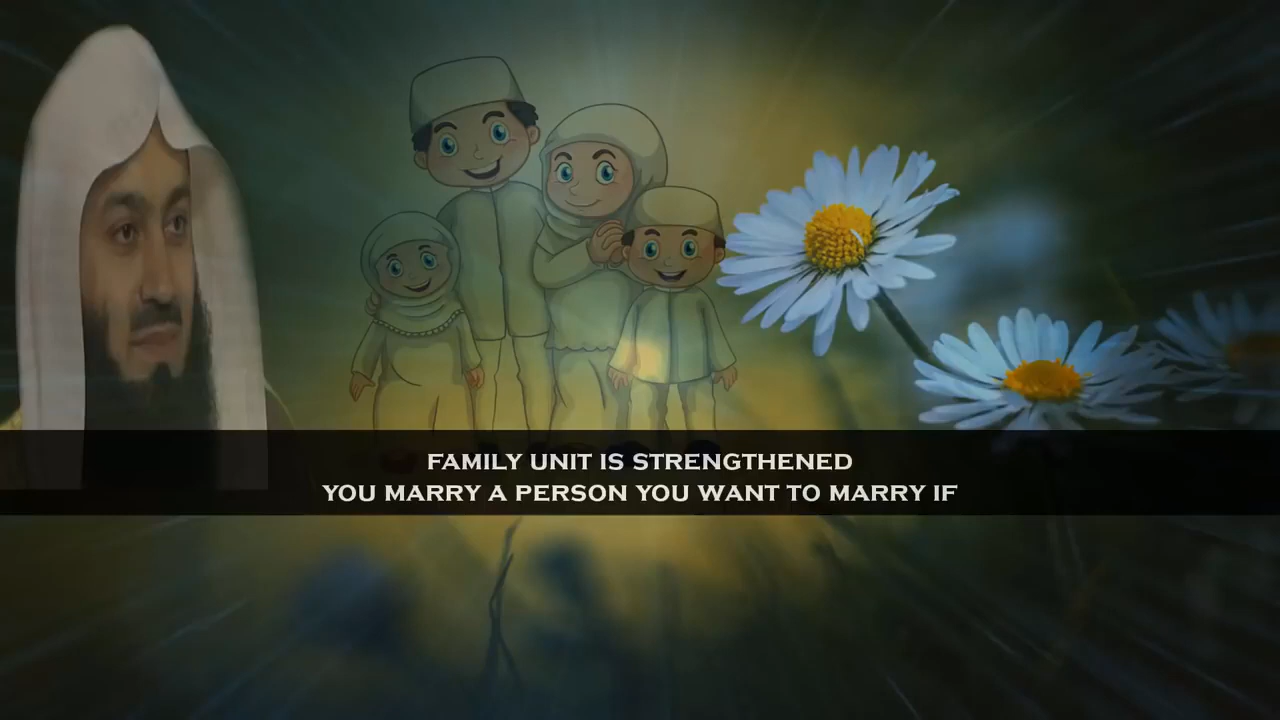 FAMILY UNIT IS STRENGTHENED
YOU MARRY A PERSON YOU WANT TO MARRY IF